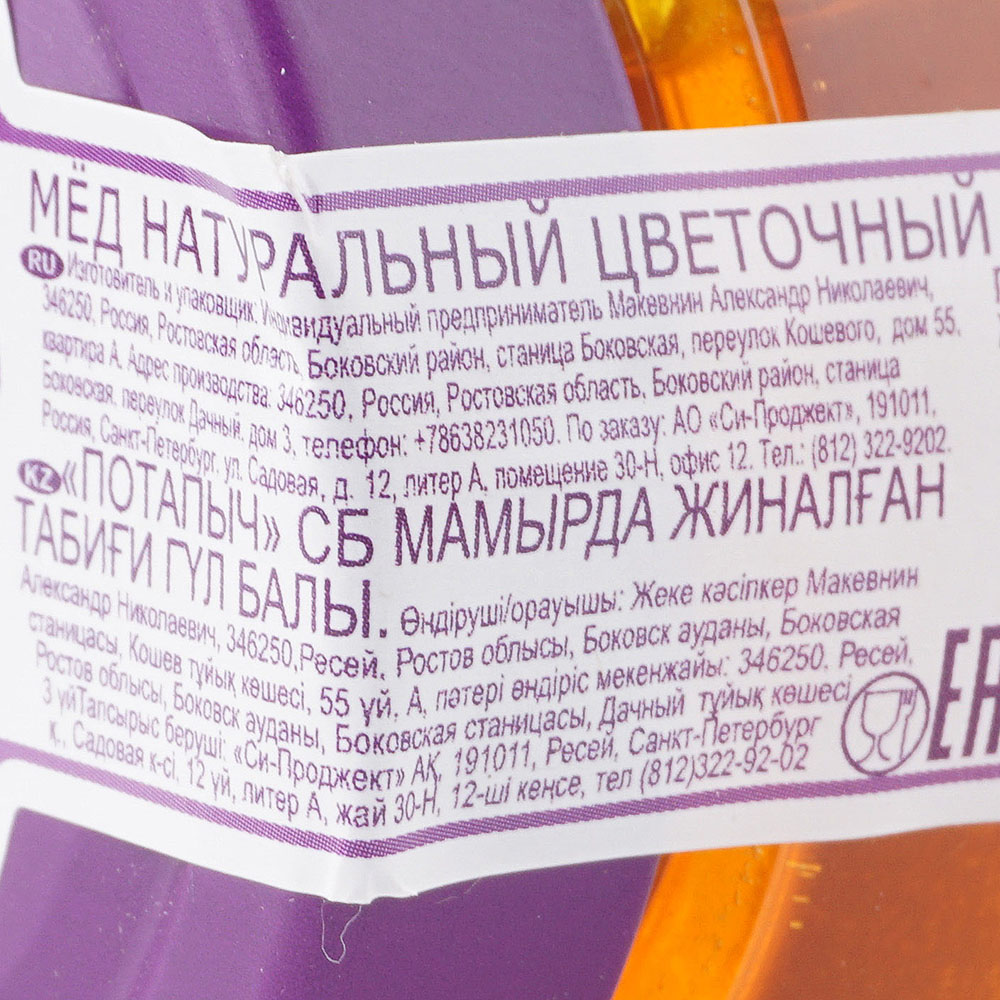 МЁД НАТУРАЛЬНЫЙ ЦВЕТОЧНЫЙ
RU Изготовитель и упаковщик: Индивидуальный предприниматель Макевнин Александр Николаевич,
346250, Россия, Ростовская область, Боковский район, станица Боковская, переулок Кошевого, дом 55,
квартира А. Адрес производства: 346250, Россия, Ростовская область, Боковский район, станица
Боковская, переулок Дачный, дом 3, телефон: +78638231050. По заказу: АО «Си-Проджект», 191011,
Россия, Санкт-Петербург, ул. Садовая, д. 12, литер А, помещение 30-Н, офис 12. Тел.: (812) 322-9202.
KZ «ПОТАПЫЧ» СБ МАМЫРДА ЖИНАЛҒАН
ТАБИҒИ ГҮЛ БАЛЫ. Өндіруші/ораушы: Жеке кәсіпкер Макевнин
Александр Николаевич, 346250,Ресей, Ростов облысы, Боковск ауданы, Боковская
станицасы, Кошев тұйық көшесі, 55 үй, А, пәтері өндіріс мекенжайы: 346250. Ресей,
Ростов облысы, Боковск ауданы, Боковская станицасы, Дачный тұйық көшесі
3 үйТапсырыс беруші: «Си-Проджект» АҚ, 191011, Ресей, Санкт-Петербург
қ., Садовая к-сі, 12 үй, литер А, жай 30-Н, 12-ші кеңсе, тел (812)322-92-02